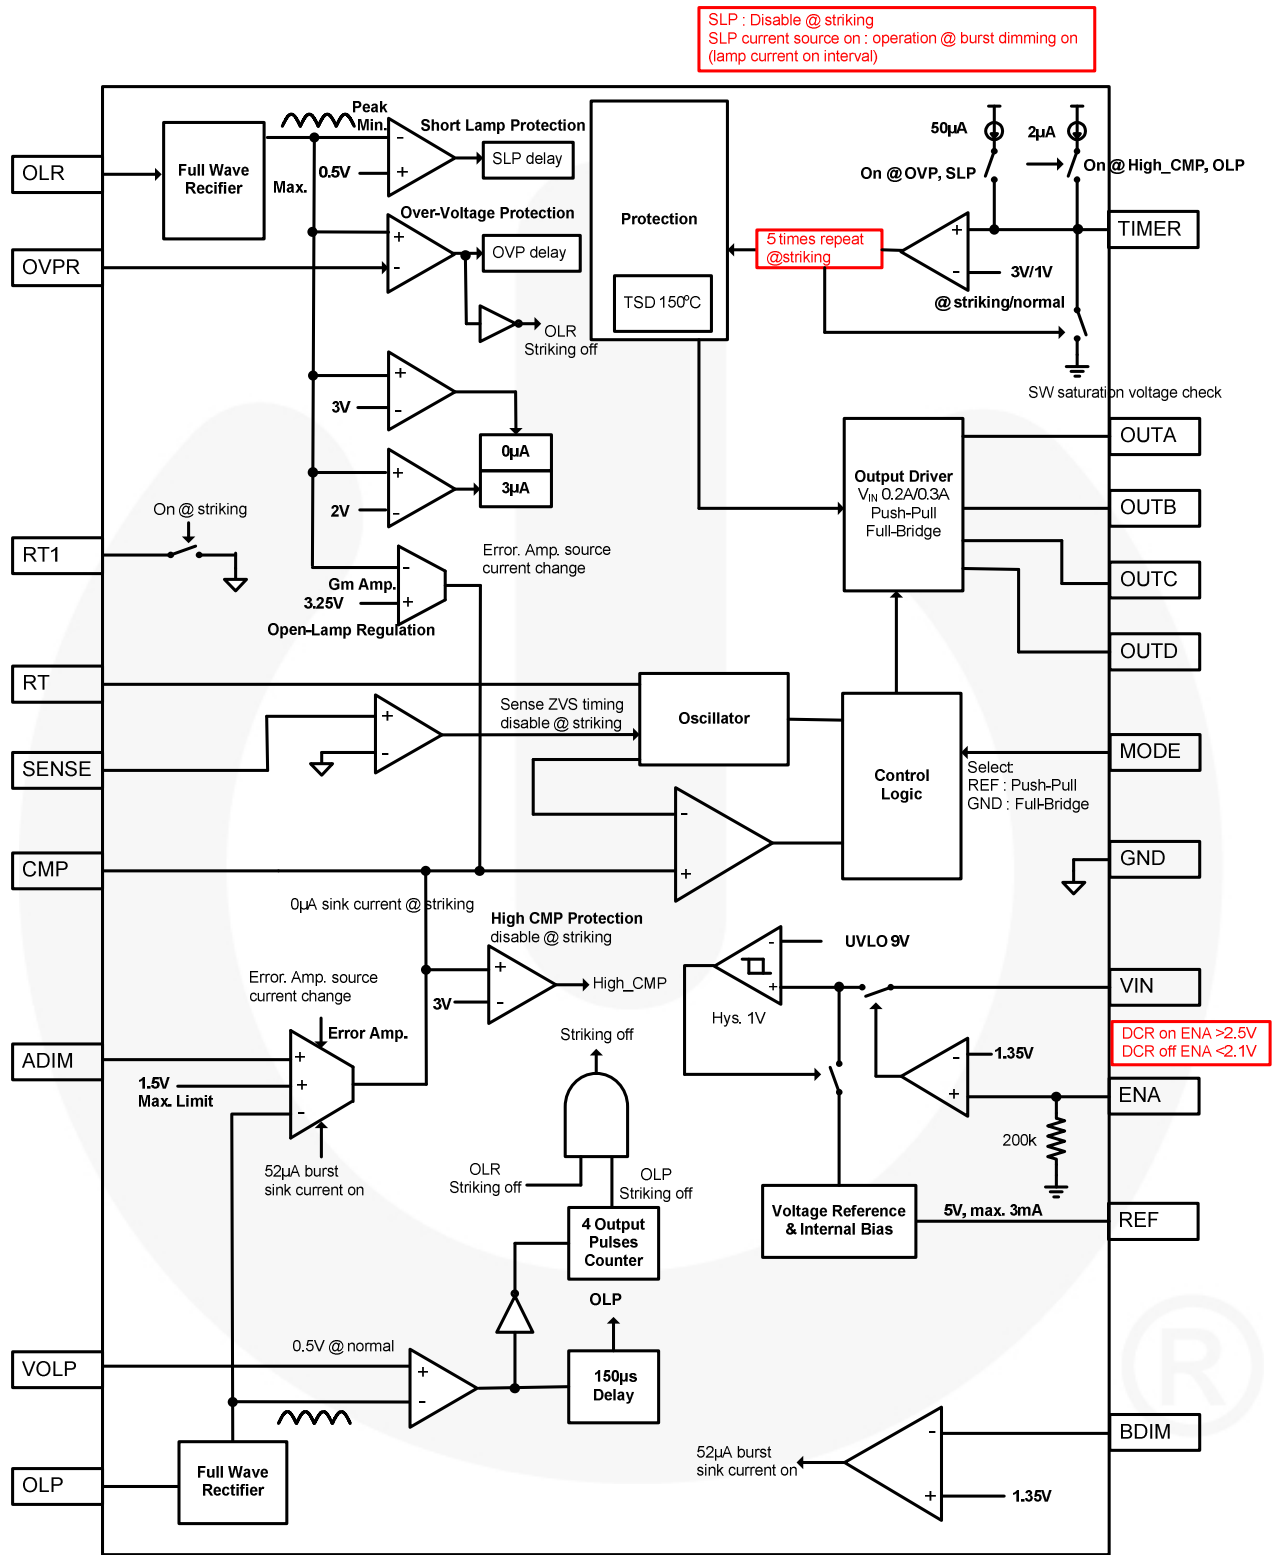 SLP : Disable @ striking
SLP current source on : operation @ burst dimming on
(lamp current on interval)
Peak
Min.
Max.
Full Wave
Recifier
OLR
OVPR
Short Lamp Protection
-
+
0.5V
SLP delay
Over-Voltage Protection
+
-
OVP delay
OLR
Striking off
+
3V
-
0µA
3µA
+
2V
-
Protection
TSD 150°C
5 times repeat
@striking
50µA
2µA
On @ OVP, SLP
On @ High_CMP, OLP
TIMER
+
-
3V/1V
@ striking/normal
SW saturation voltage check
On @ striking
RT1
-
Gm Amp.
3.25V
+
Open-Lamp Regulation
Error. Amp. source
current change
Output Driver
VIN 0.2A/0.3A
Push-Pull
Full-Bridge
OUTA
OUTB
OUTC
OUTD
RT
SENSE
+
-
Sense ZVS timing
disable @ striking
Oscillator
Control
Logic
MODE
Select:
REF : Push-Pull
GND : Full-Bridge
-
+
GND
CMP
0µA sink current @ striking
High CMP Protection
disable @ striking
+
3V
-
High_CMP
-
UVLO 9V
+
Hys. 1V
VIN
DCR on ENA >2.5V
DCR off ENA <2.1V
-
1.35V
+
ENA
200k
Error. Amp. source
current change
Error Amp.
ADIM
+
1.5V
+
Max. Limit
-
52µA burst
sink current on
Striking off
OLR
Striking off
OLP
Striking off
4 Output
Pulses
Counter
Voltage Reference
& Internal Bias
5V, max. 3mA
REF
OLP
0.5V @ normal
VOLP
+
-
150µs
Delay
OLP
Full Wave
Rectifier
52µA burst
sink current on
-
+
1.35V
BDIM
®